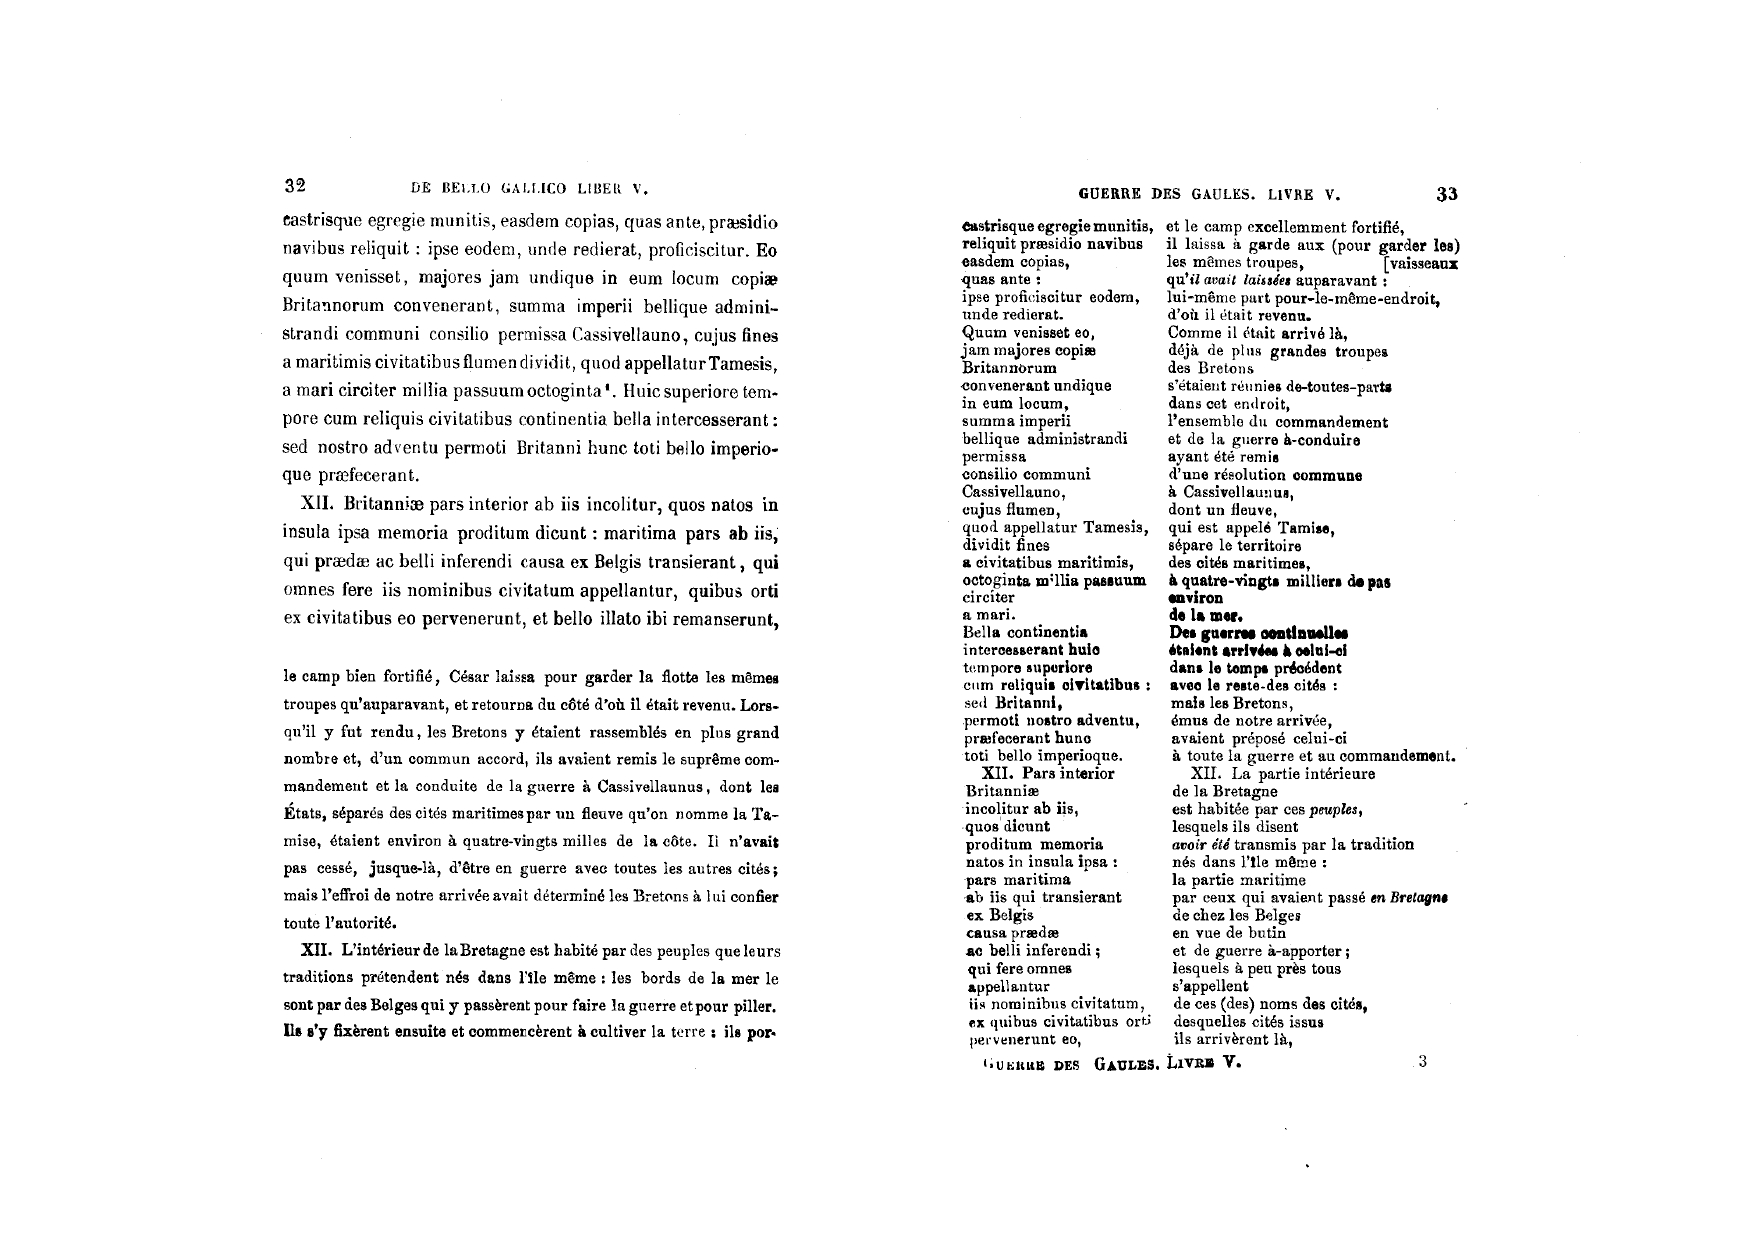 32 DE BELLO GALLICO LIBER V.
castrisque egregie munitis, easdem copias, quas ante, præsidio
navibus reliquit : ipse eodem, unde redierat, proficiscitur. Eo
quum venisset, majores jam undique in eum locum copiæ
Britannorum convenerant, summa imperii bellique admini-
strandi communi consilio permissa Cassivellauno, cujus fines
a maritimis civitatibus flumen dividit, quod appellatur Tamesis,
a mari circiter millia passuum octoginta¹. Huic superiore tem-
pore cum reliquis civitatibus continentia bella intercesserant :
sed nostro adventu permoti Britanni hunc toti bello imperio-
que præfecerant.
XII. Britanniæ pars interior ab iis incolitur, quos natos in
insula ipsa memoria proditum dicunt : maritima pars ab iis,
qui prædæ ac belli inferendi causa ex Belgis transierant, qui
omnes fere iis nominibus civitatum appellantur, quibus orti
ex civitatibus eo pervenerunt, et bello illato ibi remanserunt,
le camp bien fortifié, César laissa pour garder la flotte les mêmes
troupes qu'auparavant, et retourna du côté d'où il était revenu. Lors-
qu'il y fut rendu, les Bretons y étaient rassemblés en plus grand
nombre et, d'un commun accord, ils avaient remis le suprême com-
mandement et la conduite de la guerre à Cassivellaunus, dont les
États, séparés des cités maritimes par un fleuve qu'on nomme la Ta-
mise, étaient environ à quatre-vingts milles de la côte. Il n'avait
pas cessé, jusque-là, d'être en guerre avec toutes les autres cités;
mais l'effroi de notre arrivée avait déterminé les Bretons à lui confier
toute l'autorité.
XII. L'intérieur de la Bretagne est habité par des peuples que leurs
traditions prétendent nés dans l'île même : les bords de la mer le
sont par des Belges qui y passèrent pour faire la guerre et pour piller.
Ils s'y fixèrent ensuite et commencèrent à cultiver la terre : ils por-
GUERRE DES GAULES. LIVRE V. 33
castrisque egregie munitis, et le camp excellemment fortifié,
reliquit præsidio navibus il laissa à garde aux (pour garder les)
easdem copias, les mêmes troupes, [vaisseaux
quas ante : qu'il avait laissées auparavant :
ipse proficiscitur eodem, lui-même part pour-le-même-endroit,
unde redierat. d'où il était revenu.
Quum venisset eo, Comme il était arrivé là,
jam majores copiæ déjà de plus grandes troupes
Britannorum des Bretons
convenerant undique s'étaient réunies de-toutes-parts
in eum locum, dans cet endroit,
summa imperii l'ensemble du commandement
bellique administrandi et de la guerre à-conduire
permissa ayant été remis
consilio communi d'une résolution commune
Cassivellauno, à Cassivellaunus,
cujus flumen, dont un fleuve,
quod appellatur Tamesis, qui est appelé Tamise,
dividit fines sépare le territoire
a civitatibus maritimis, des cités maritimes,
octoginta millia passuum à quatre-vingts milliers de pas
circiter environ
a mari. de la mer.
Bella continentia Des guerres continuelles
intercesserant huic étaient arrivées à celui-ci
tempore superiore dans le temps précédent
cum reliquis civitatibus : avec le reste-des cités :
sed Britanni, mais les Bretons,
permoti nostro adventu, émus de notre arrivée,
præfecerant hunc avaient préposé celui-ci
toti bello imperioque. à toute la guerre et au commandement.
XII. Pars interior XII. La partie intérieure
Britanniæ de la Bretagne
incolitur ab iis, est habitée par ces peuples,
quos dicunt lesquels ils disent
proditum memoria avoir été transmis par la tradition
natos in insula ipsa : nés dans l'île même :
pars maritima la partie maritime
ab iis qui transierant par ceux qui avaient passé en Bretagne
ex Belgis de chez les Belges
causa prædæ en vue de butin
ac belli inferendi ; et de guerre à-apporter ;
qui fere omnes lesquels à peu près tous
appellantur s'appellent
iis nominibus civitatum, de ces (des) noms des cités,
ex quibus civitatibus orti desquelles cités issus
pervenerunt eo, ils arrivèrent là,
GUERRE DES GAULES. LIVRE V. 3